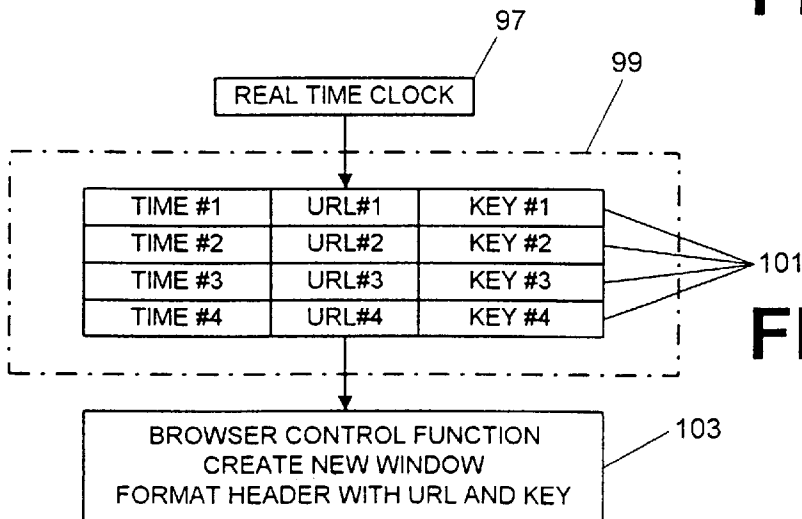 97
99
REAL TIME CLOCK
TIME #1 URL#1 KEY #1
TIME #2 URL#2 KEY #2
TIME #3 URL#3 KEY #3
TIME #4 URL#4 KEY #4
101
BROWSER CONTROL FUNCTION
CREATE NEW WINDOW
FORMAT HEADER WITH URL AND KEY
103